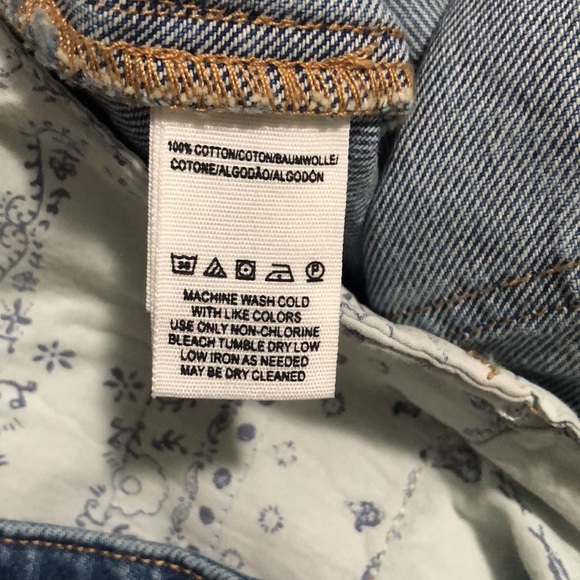 100% COTTON/COTON/BAUMWOLLE/
COTONE/ALGODÃO/ALGODÓN
30
P
MACHINE WASH COLD
WITH LIKE COLORS
USE ONLY NON-CHLORINE
BLEACH TUMBLE DRY LOW
LOW IRON AS NEEDED
MAY BE DRY CLEANED